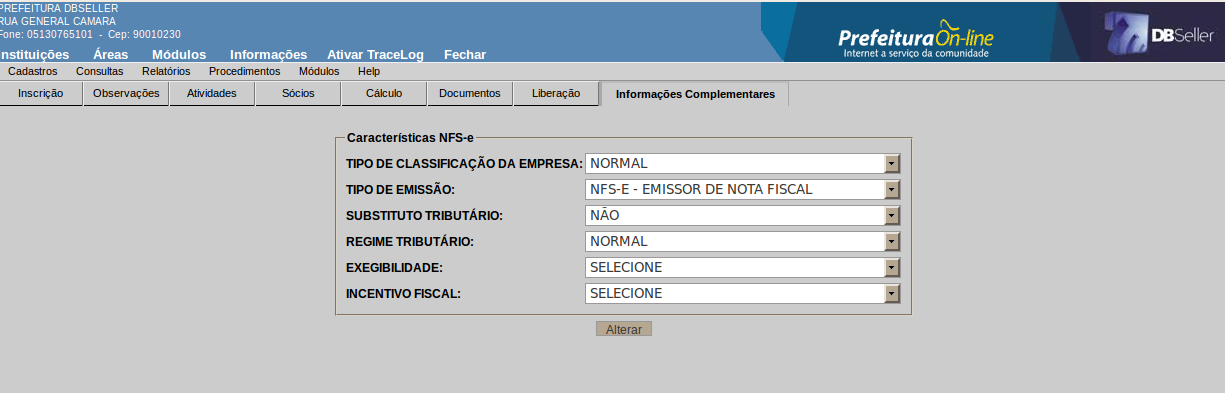 PREFEITURA DBSELLER
RUA GENERAL CAMARA
Fone: 05130765101 - Cep: 90010230
nstituições Áreas Módulos Informações Ativar TraceLog Fechar
PrefeituraOn-line
Internet a serviço da comunidade
DBSeller
Cadastros Consultas Relatórios Procedimentos Módulos Help
Inscrição Observações Atividades Sócios Cálculo Documentos Liberação Informações Complementares
Características NFS-e
TIPO DE CLASSIFICAÇÃO DA EMPRESA: NORMAL
TIPO DE EMISSÃO: NFS-E - EMISSOR DE NOTA FISCAL
SUBSTITUTO TRIBUTÁRIO: NÃO
REGIME TRIBUTÁRIO: NORMAL
EXEGIBILIDADE: SELECIONE
INCENTIVO FISCAL: SELECIONE
Alterar